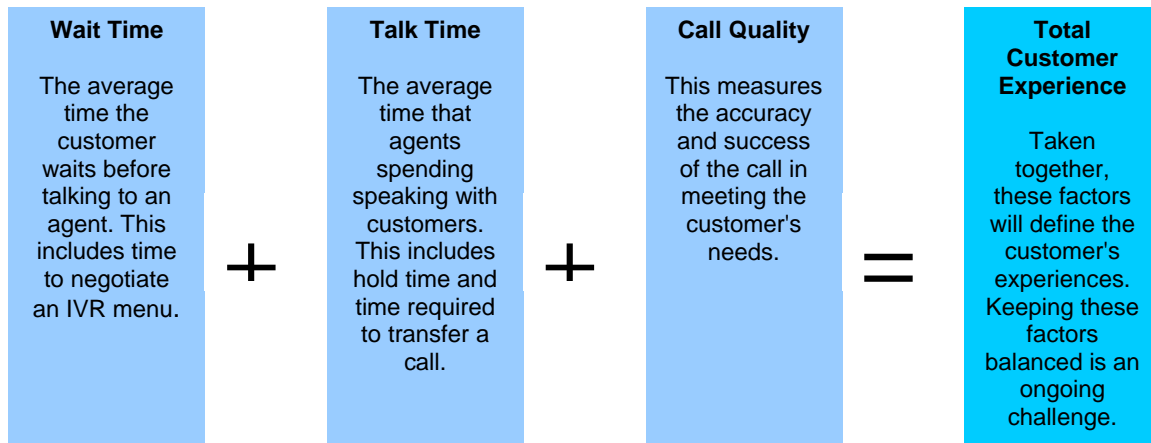 Wait Time
The average
time the
customer
waits before
talking to an
agent. This
includes time
to negotiate
an IVR menu.
+
Talk Time
The average
time that
agents
spending
speaking with
customers.
This includes
hold time and
time required
to transfer a
call.
+
Call Quality
This measures
the accuracy
and success
of the call in
meeting the
customer's
needs.
=
Total
Customer
Experience
Taken
together,
these factors
will define the
customer's
experiences.
Keeping these
factors
balanced is an
ongoing
challenge.